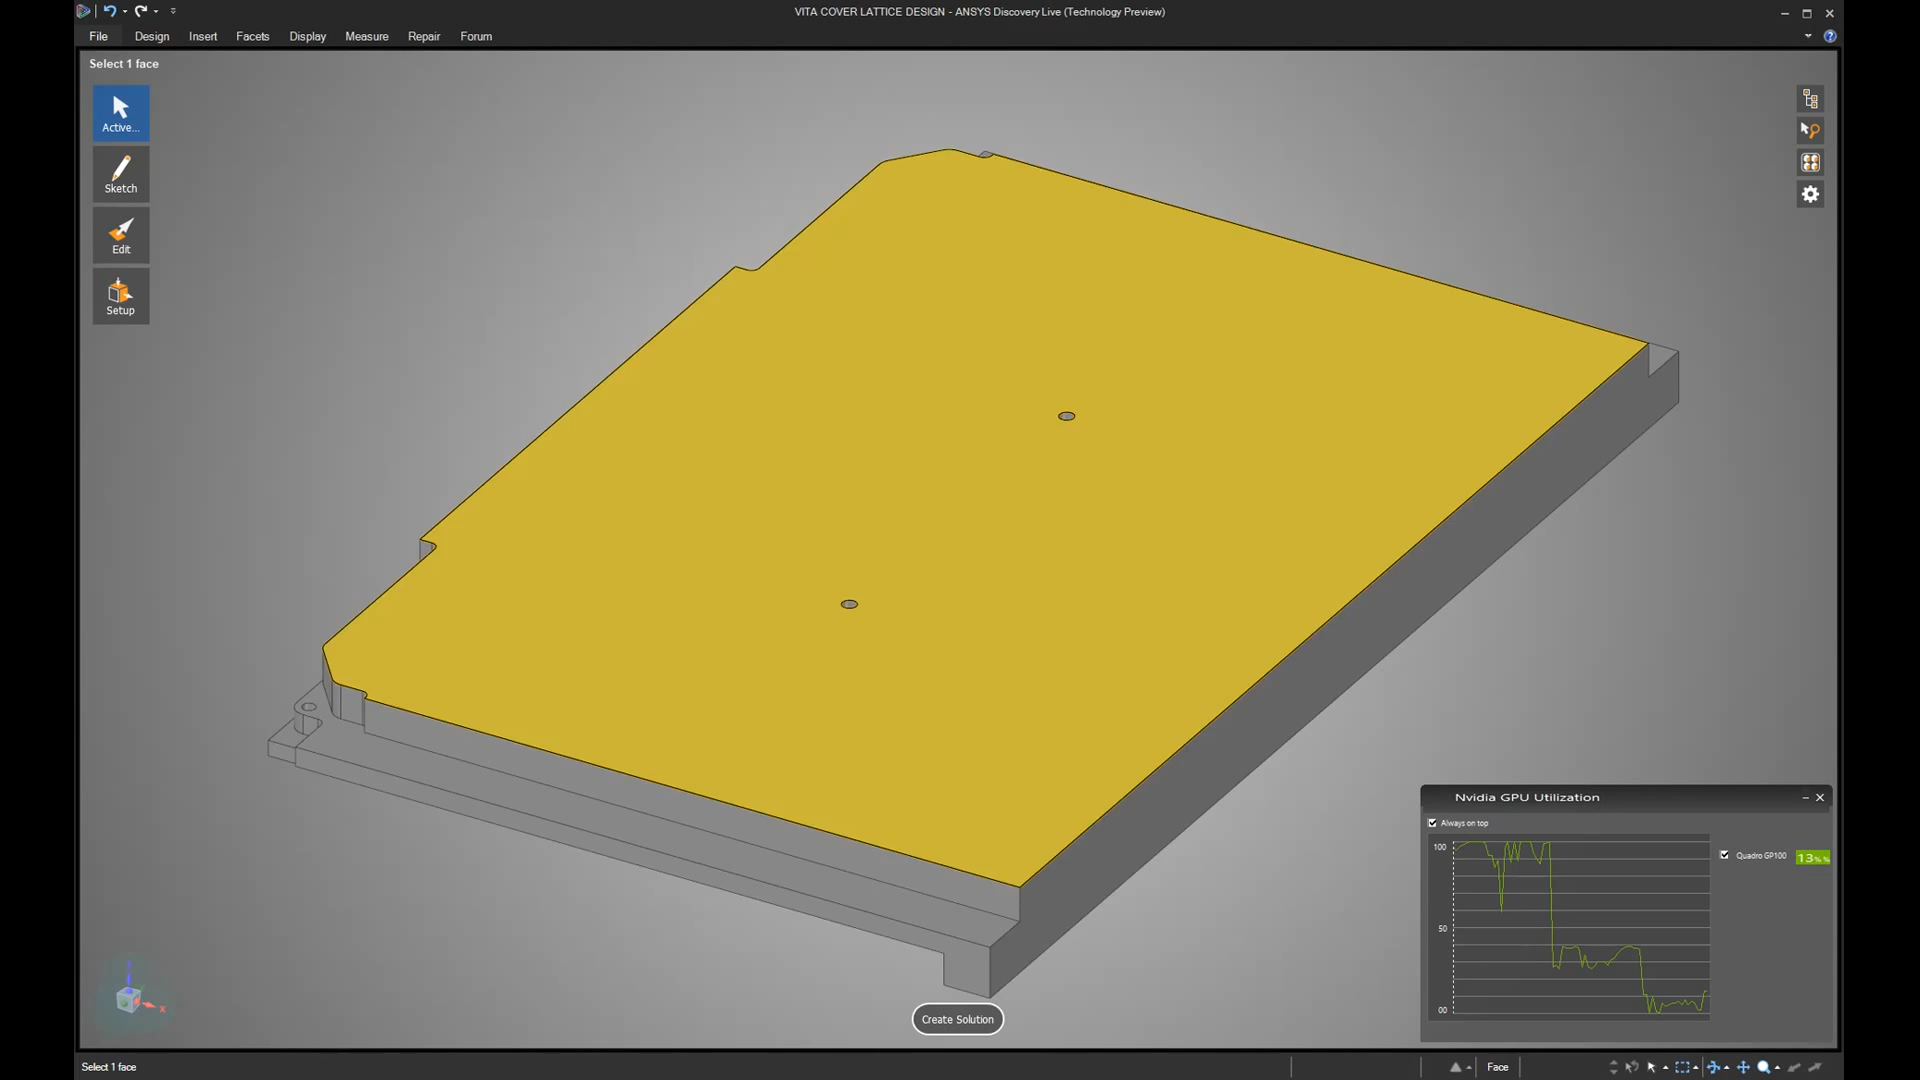 VITA COVER LATTICE DESIGN - ANSYS Discovery Live (Technology Preview)
File Design Insert Facets Display Measure Repair Forum
Select 1 face
Active...
Sketch
Edit
Setup
Nvidia GPU Utilization
Always on top
100
Quadro GP100
13% %
50
00
X
Create Solution
Select 1 face
Face